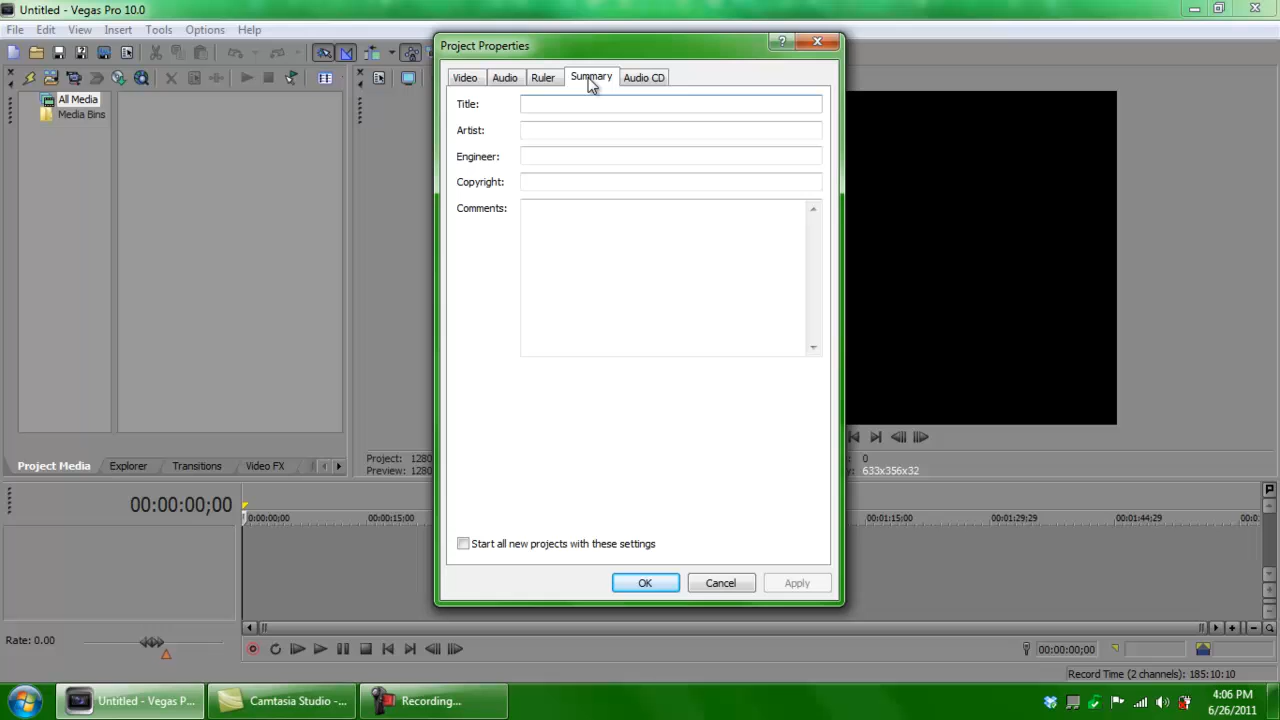 Untitled - Vegas Pro 10.0
File Edit View Insert Tools Options Help
Project Properties
Video Audio Ruler Summary Audio CD
Title:
Artist:
Engineer:
Copyright:
Comments:
Start all new projects with these settings
OK Cancel Apply
All Media
Media Bins
Project Media Explorer Transitions Video FX
Project: 1280
Preview: 1280
0
633x356x32
00:00:00;00
0:00:00;00 00:00:15;00 00:01:15;00 00:01:29;29 00:01:44;29 00:0
Rate: 0.00
00:00:00;00
Record Time (2 channels): 185:10:10
Untitled - Vegas P... Camtasia Studio -... Recording...
4:06 PM
6/26/2011